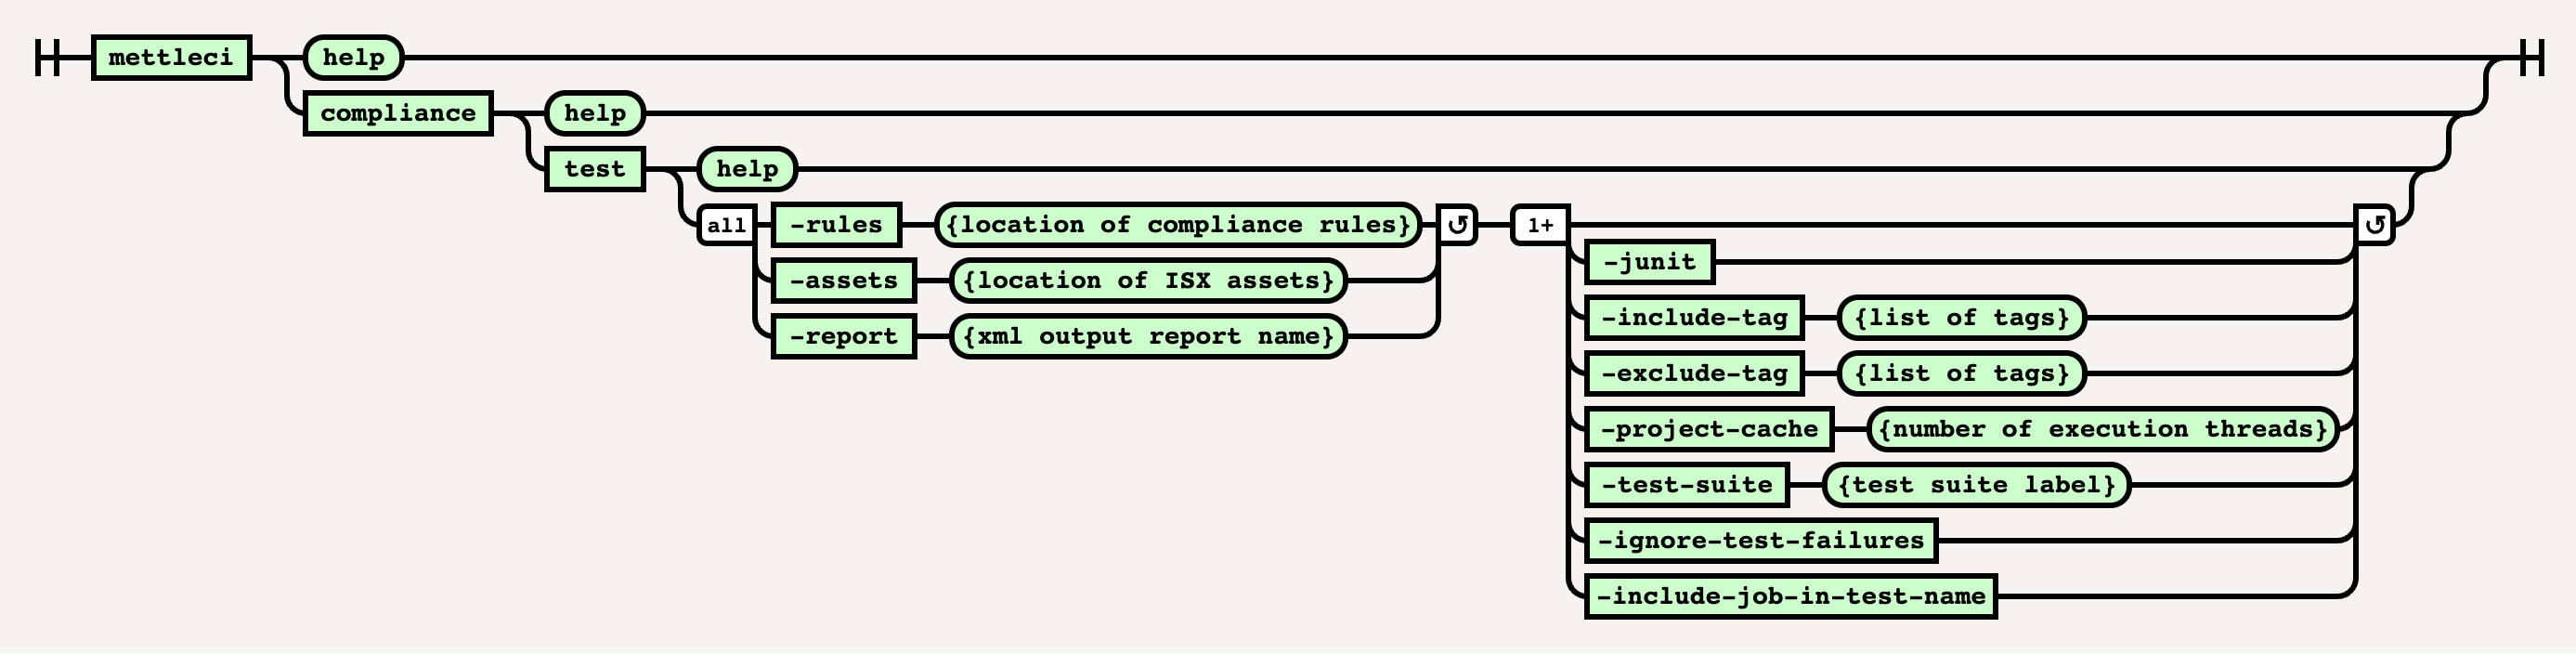 mettleci help
compliance help
test help
all -rules {location of compliance rules} ↺ 1+ ↺
-junit
-assets {location of ISX assets} -include-tag {list of tags}
-report {xml output report name} -exclude-tag {list of tags}
-project-cache {number of execution threads}
-test-suite {test suite label}
-ignore-test-failures
-include-job-in-test-name